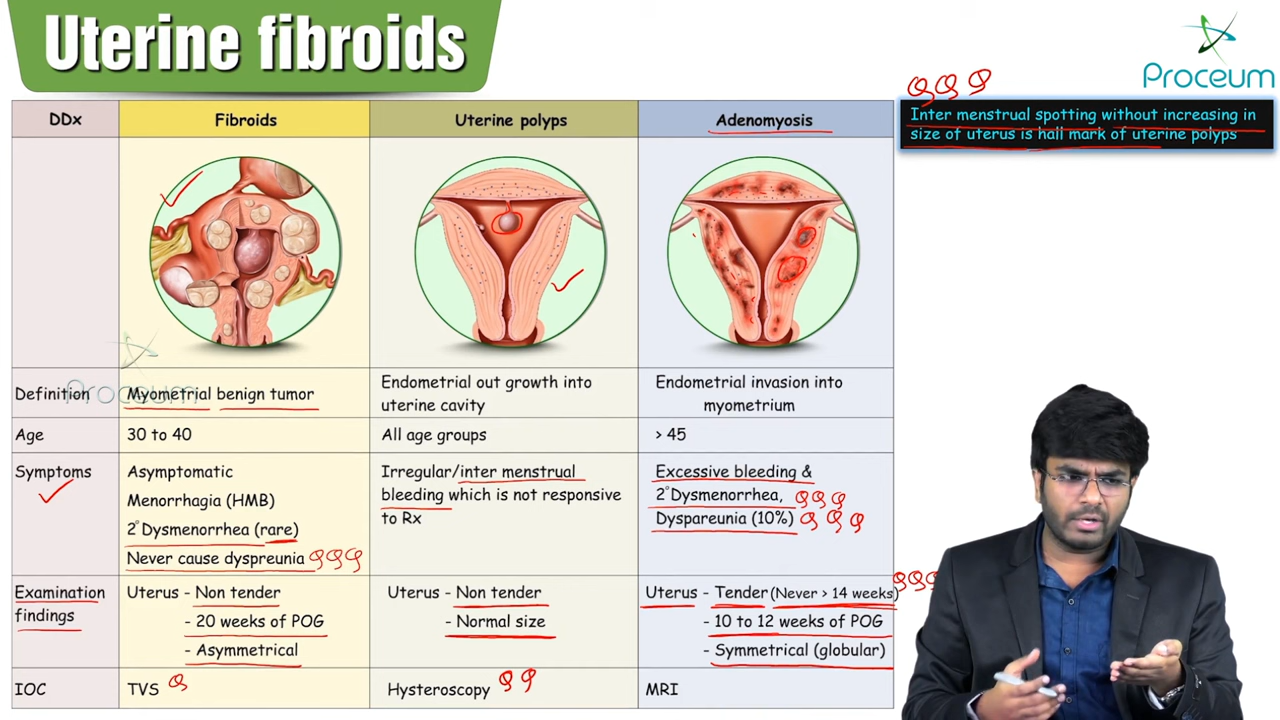 Uterine fibroids
Proceum
Inter menstrual spotting without increasing in
size of uterus is hall mark of uterine polyps
DDx
Fibroids
Uterine polyps
Adenomyosis
Proceum
Definition
Myometrial benign tumor
Endometrial out growth into
uterine cavity
Endometrial invasion into
myometrium
Age
30 to 40
All age groups
> 45
Symptoms
Asymptomatic
Menorrhagia (HMB)
2° Dysmenorrhea (rare)
Never cause dyspreunia
Irregular/inter menstrual
bleeding which is not responsive
to Rx
Excessive bleeding &
2° Dysmenorrhea,
Dyspareunia (10%)
Examination
findings
Uterus - Non tender
- 20 weeks of POG
- Asymmetrical
Uterus - Non tender
- Normal size
Uterus - Tender (Never > 14 weeks)
- 10 to 12 weeks of POG
- Symmetrical (globular)
IOC
TVS
Hysteroscopy
MRI